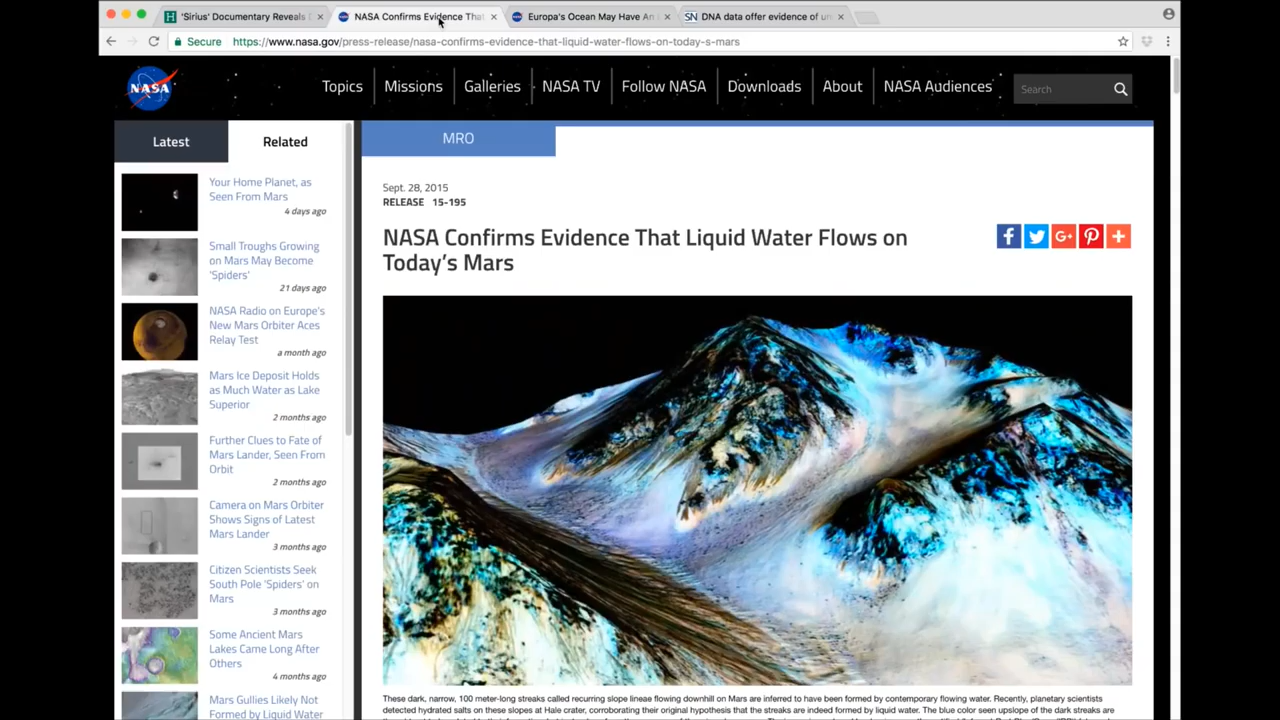 'Sirius' Documentary Reveals E
NASA Confirms Evidence That
Europa's Ocean May Have An
DNA data offer evidence of un
SN
Secure
https://www.nasa.gov/press-release/nasa-confirms-evidence-that-liquid-water-flows-on-today-s-mars
NASA
Topics
Missions
Galleries
NASA TV
Follow NASA
Downloads
About
NASA Audiences
Search
Latest
Related
Your Home Planet, as
Seen From Mars
4 days ago
Small Troughs Growing
on Mars May Become
'Spiders'
21 days ago
NASA Radio on Europe's
New Mars Orbiter Aces
Relay Test
a month ago
Mars Ice Deposit Holds
as Much Water as Lake
Superior
2 months ago
Further Clues to Fate of
Mars Lander, Seen From
Orbit
2 months ago
Camera on Mars Orbiter
Shows Signs of Latest
Mars Lander
3 months ago
Citizen Scientists Seek
South Pole 'Spiders' on
Mars
3 months ago
Some Ancient Mars
Lakes Came Long After
Others
4 months ago
Mars Gullies Likely Not
Formed by Liquid Water
MRO
Sept. 28, 2015
RELEASE 15-195
NASA Confirms Evidence That Liquid Water Flows on
Today's Mars
These dark, narrow, 100 meter-long streaks called recurring slope lineae flowing downhill on Mars are inferred to have been formed by contemporary flowing water. Recently, planetary scientists
detected hydrated salts on these slopes at Hale crater, corroborating their original hypothesis that the streaks are indeed formed by liquid water. The blue color seen upslope of the dark streaks are